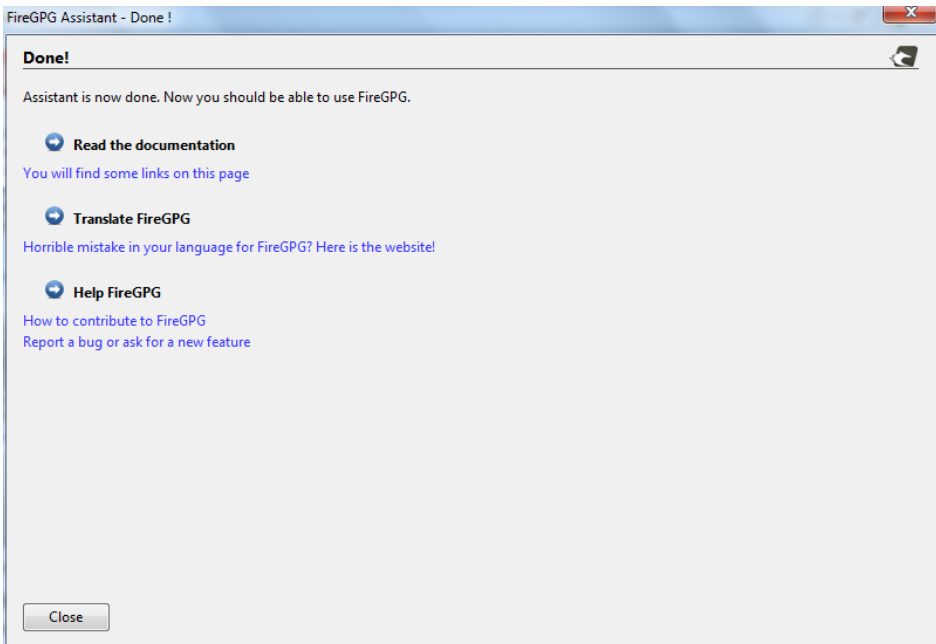 FireGPG Assistant - Done !
Done!
Assistant is now done. Now you should be able to use FireGPG.
Read the documentation
You will find some links on this page
Translate FireGPG
Horrible mistake in your language for FireGPG? Here is the website!
Help FireGPG
How to contribute to FireGPG
Report a bug or ask for a new feature
Close